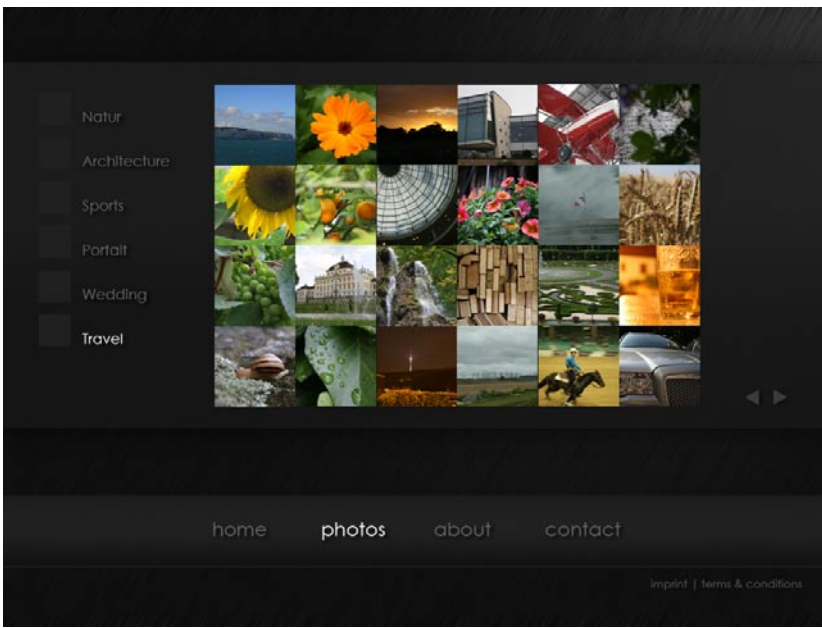 Natur
Architecture
Sports
Portait
Wedding
Travel
home photos about contact
imprint | terms & conditions